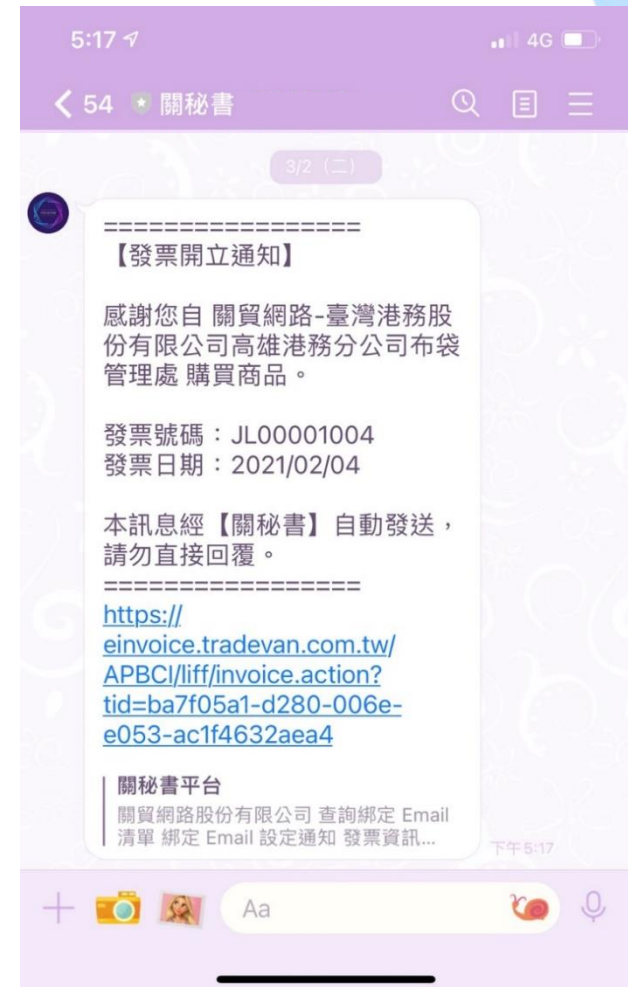 5:17
4G
54 關秘書
3/2（二）
=================
【發票開立通知】
感謝您自 關貿網路-臺灣港務股
份有限公司高雄港務分公司布袋
管理處 購買商品。
發票號碼：JL00001004
發票日期：2021/02/04
本訊息經【關秘書】自動發送，
請勿直接回覆。
=================
https://
einvoice.tradevan.com.tw/
APBCI/liff/invoice.action?
tid=ba7f05a1-d280-006e-
e053-ac1f4632aea4
關秘書平台
關貿網路股份有限公司 查詢綁定 Email
清單 綁定 Email 設定通知 發票資訊...
下午 5:17
Aa